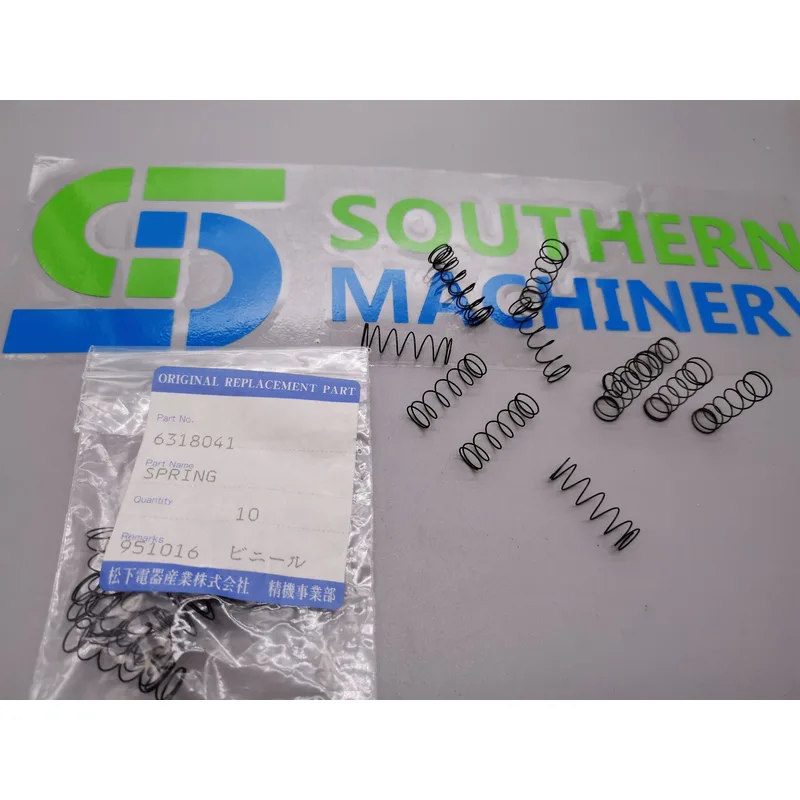 SOUTHERN
MACHINERY
ORIGINAL REPLACEMENT PART
Part No.
6318041
Part Name
SPRING
Quantity
10
Remarks
951016 ビニール
松下電器産業株式会社 精機事業部